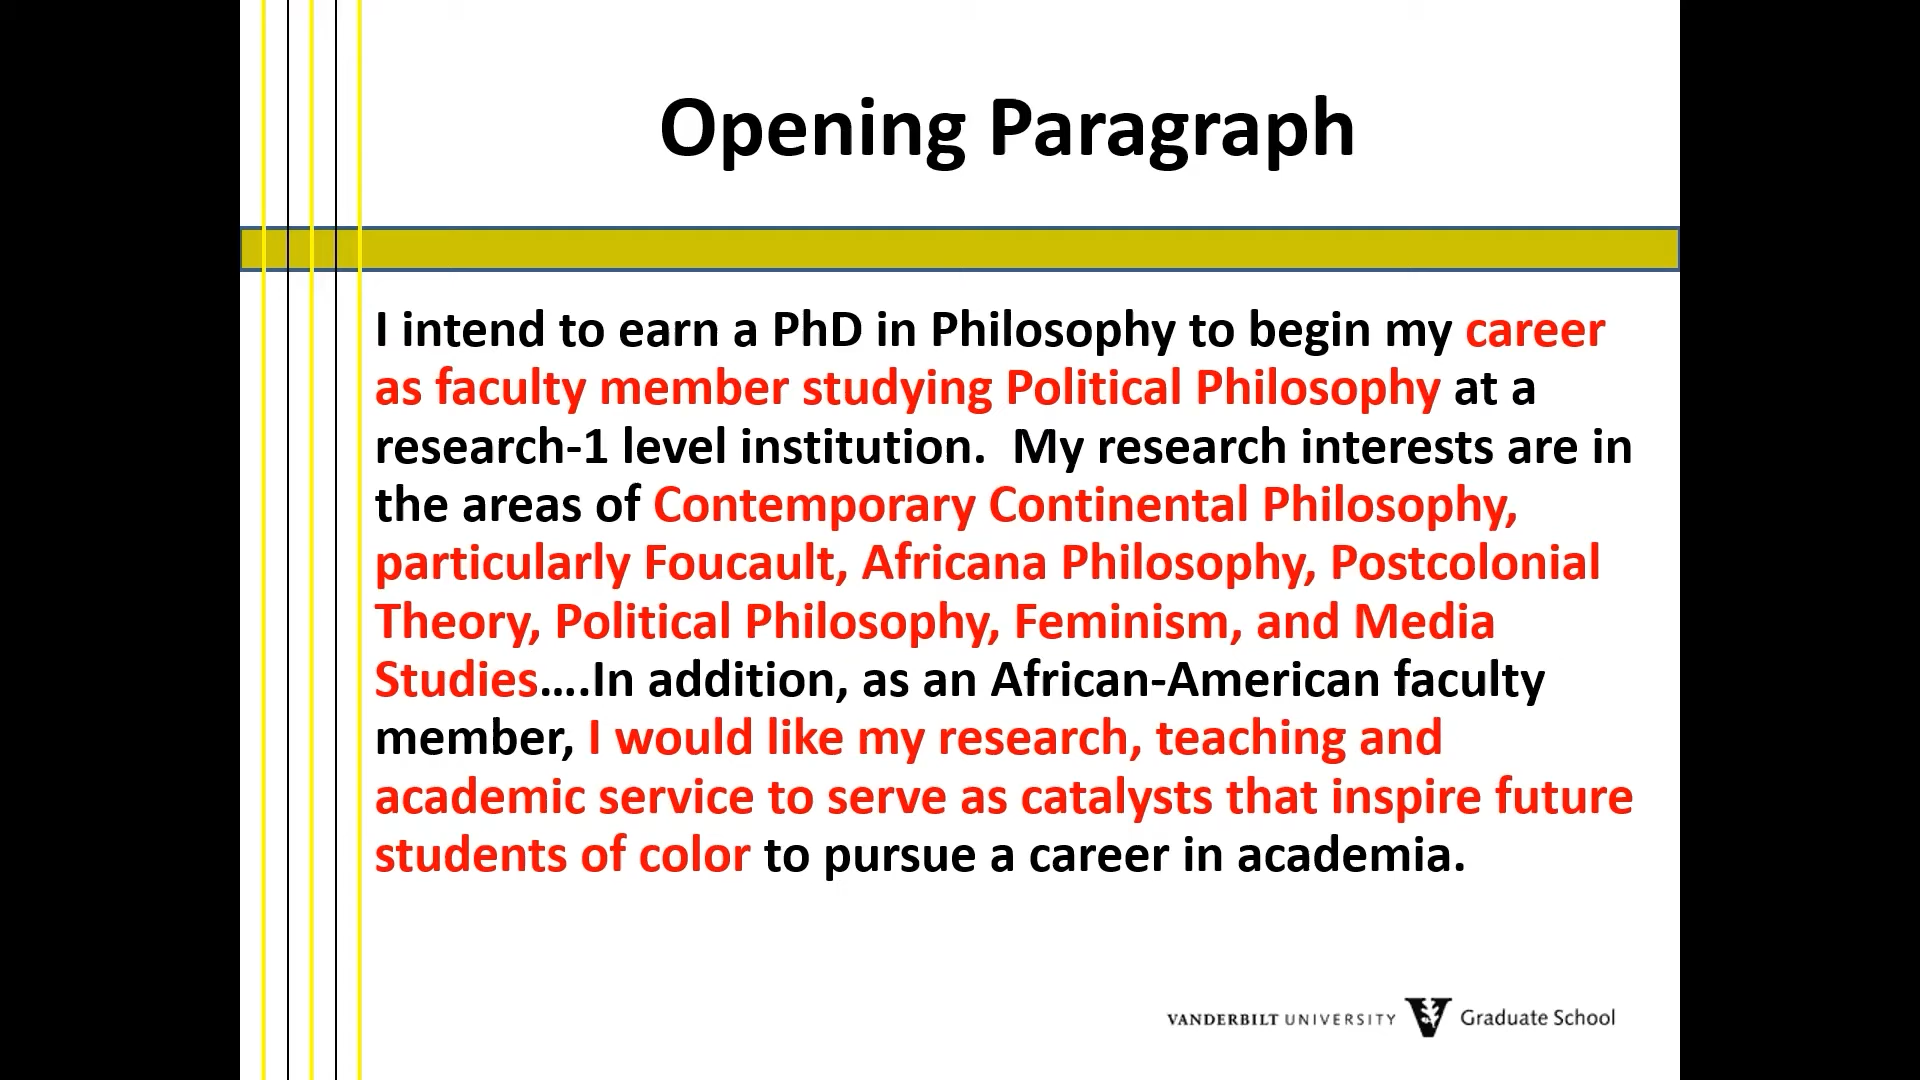 Opening Paragraph
I intend to earn a PhD in Philosophy to begin my career
as faculty member studying Political Philosophy at a
research-1 level institution.  My research interests are in
the areas of Contemporary Continental Philosophy,
particularly Foucault, Africana Philosophy, Postcolonial
Theory, Political Philosophy, Feminism, and Media
Studies….In addition, as an African-American faculty
member, I would like my research, teaching and
academic service to serve as catalysts that inspire future
students of color to pursue a career in academia.
VANDERBILT UNIVERSITY V Graduate School